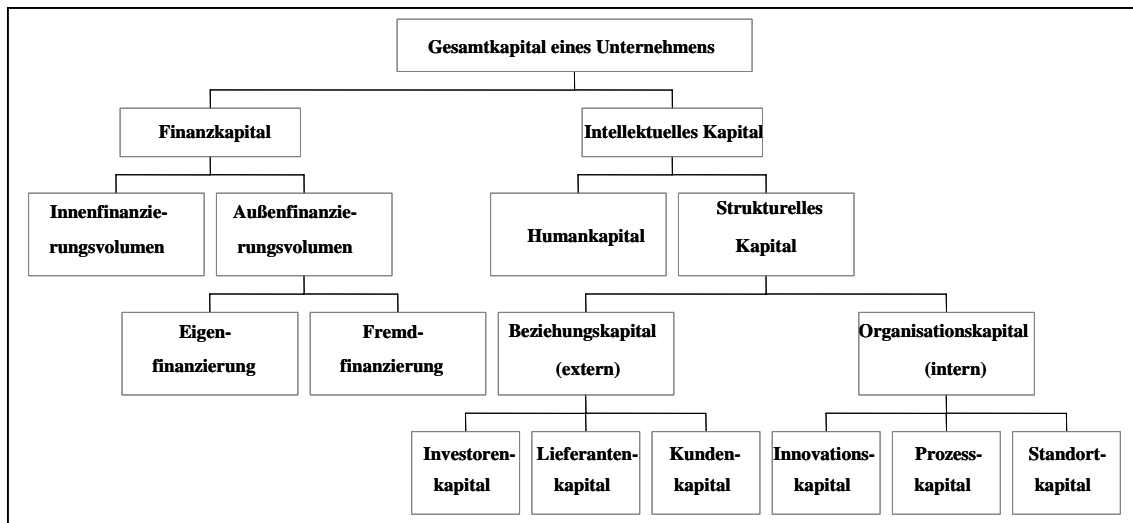 Gesamtkapital eines Unternehmens
Finanzkapital
Intellektuelles Kapital
Innenfinanzie-
rungsvolumen
Außenfinanzie-
rungsvolumen
Humankapital
Strukturelles
Kapital
Eigen-
finanzierung
Fremd-
finanzierung
Beziehungskapital
(extern)
Organisationskapital
(intern)
Investoren-
kapital
Lieferanten-
kapital
Kunden-
kapital
Innovations-
kapital
Prozess-
kapital
Standort-
kapital